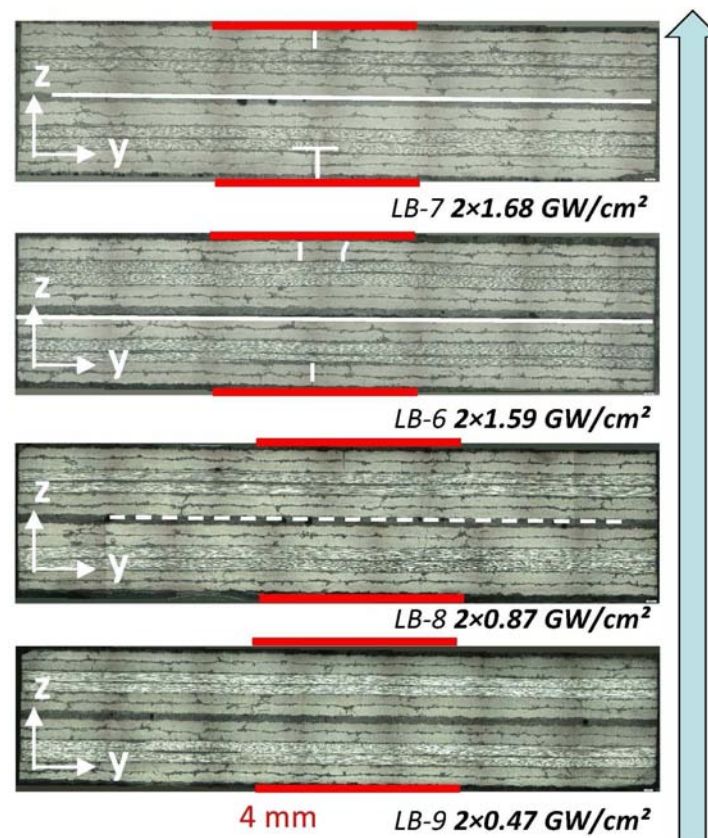 z
y
LB-7 2×1.68 GW/cm²
z
y
LB-6 2×1.59 GW/cm²
z
y
LB-8 2×0.87 GW/cm²
z
y
4 mm
LB-9 2×0.47 GW/cm²